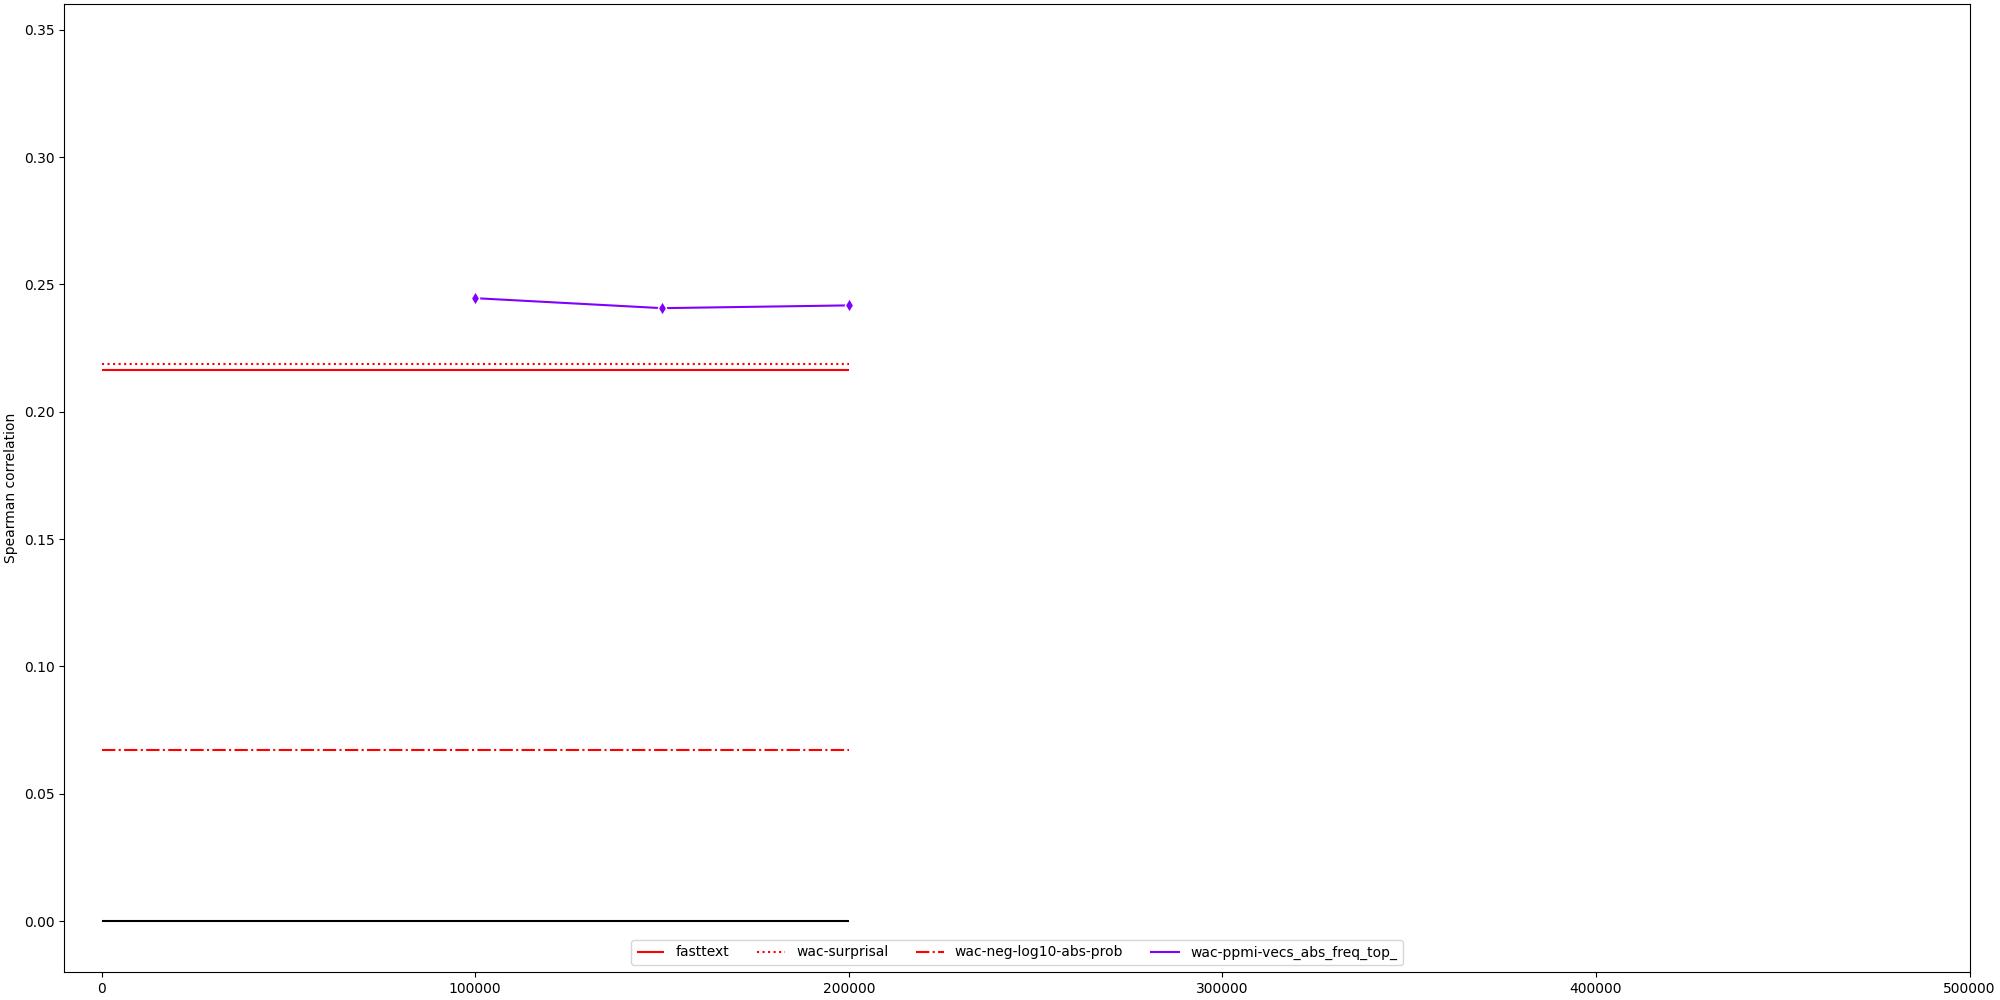 0.35
0.30
0.25
0.20
0.15
0.10
0.05
0.00
Spearman correlation
fasttext wac-surprisal wac-neg-log10-abs-prob wac-ppmi-vecs_abs_freq_top_
0 100000 200000 300000 400000 500000